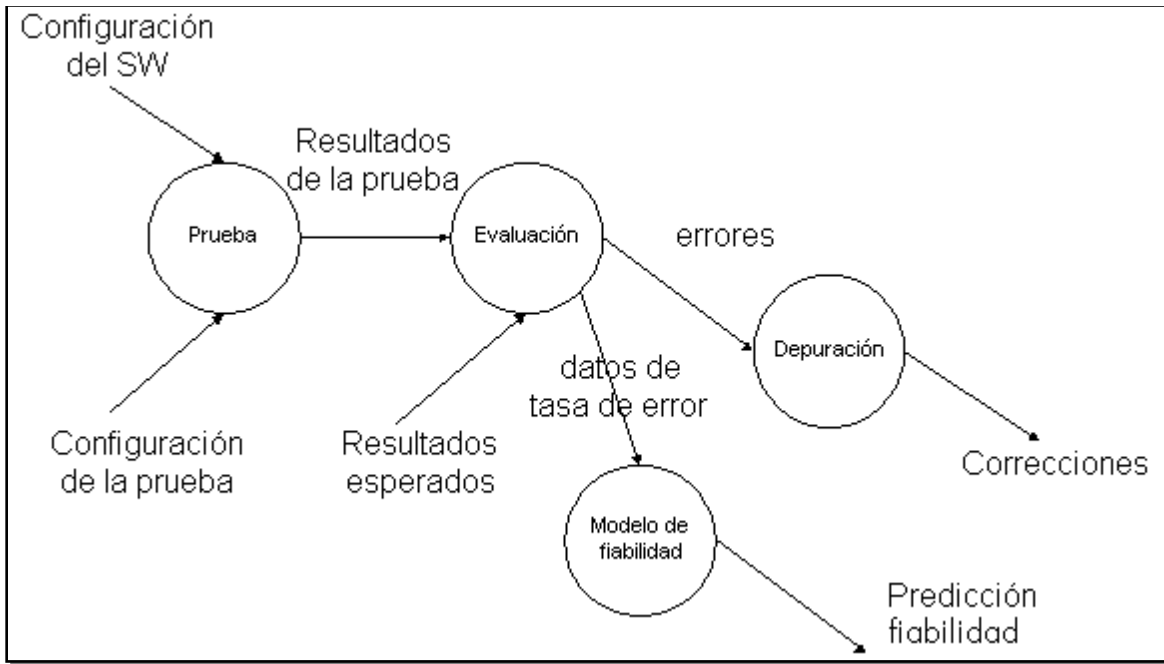 Configuración
del SW
Resultados
de la prueba
Prueba
Evaluación
errores
Depuración
datos de
tasa de error
Configuración
de la prueba
Resultados
esperados
Correcciones
Modelo de
fiabilidad
Predicción
fiabilidad